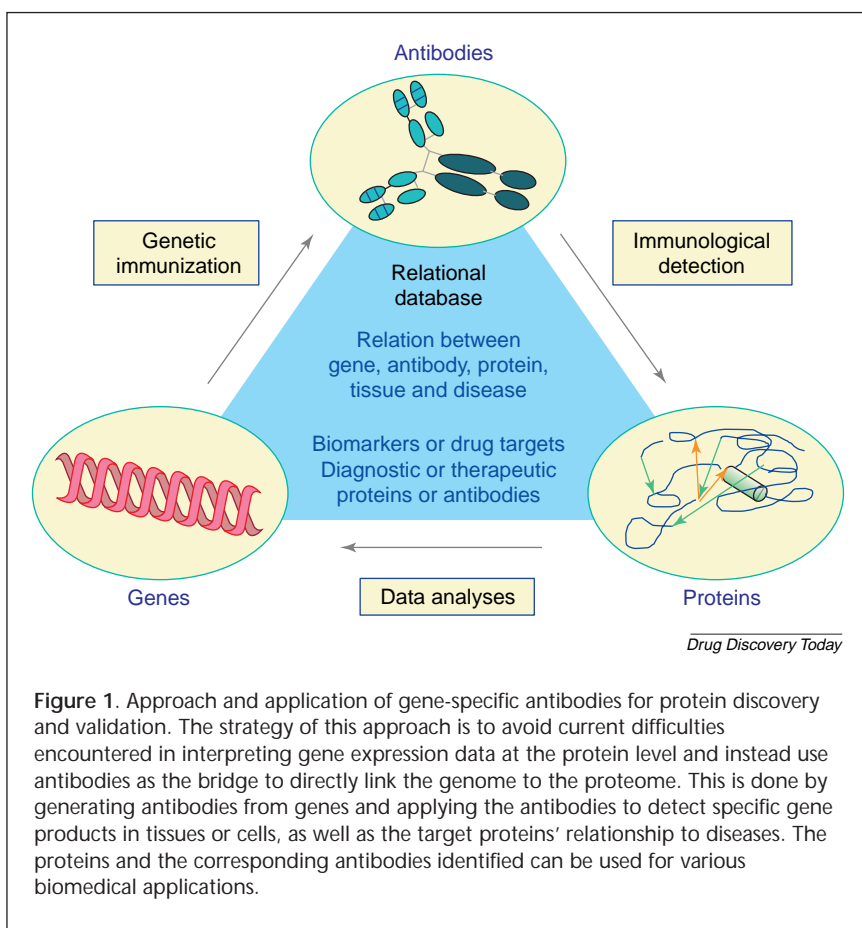 Antibodies
Genetic
immunization
Immunological
detection
Relational
database
Relation between
gene, antibody, protein,
tissue and disease
Biomarkers or drug targets
Diagnostic or therapeutic
proteins or antibodies
Genes
Data analyses
Proteins
Drug Discovery Today
Figure 1. Approach and application of gene-specific antibodies for protein discovery
and validation. The strategy of this approach is to avoid current difficulties
encountered in interpreting gene expression data at the protein level and instead use
antibodies as the bridge to directly link the genome to the proteome. This is done by
generating antibodies from genes and applying the antibodies to detect specific gene
products in tissues or cells, as well as the target proteins' relationship to diseases. The
proteins and the corresponding antibodies identified can be used for various
biomedical applications.